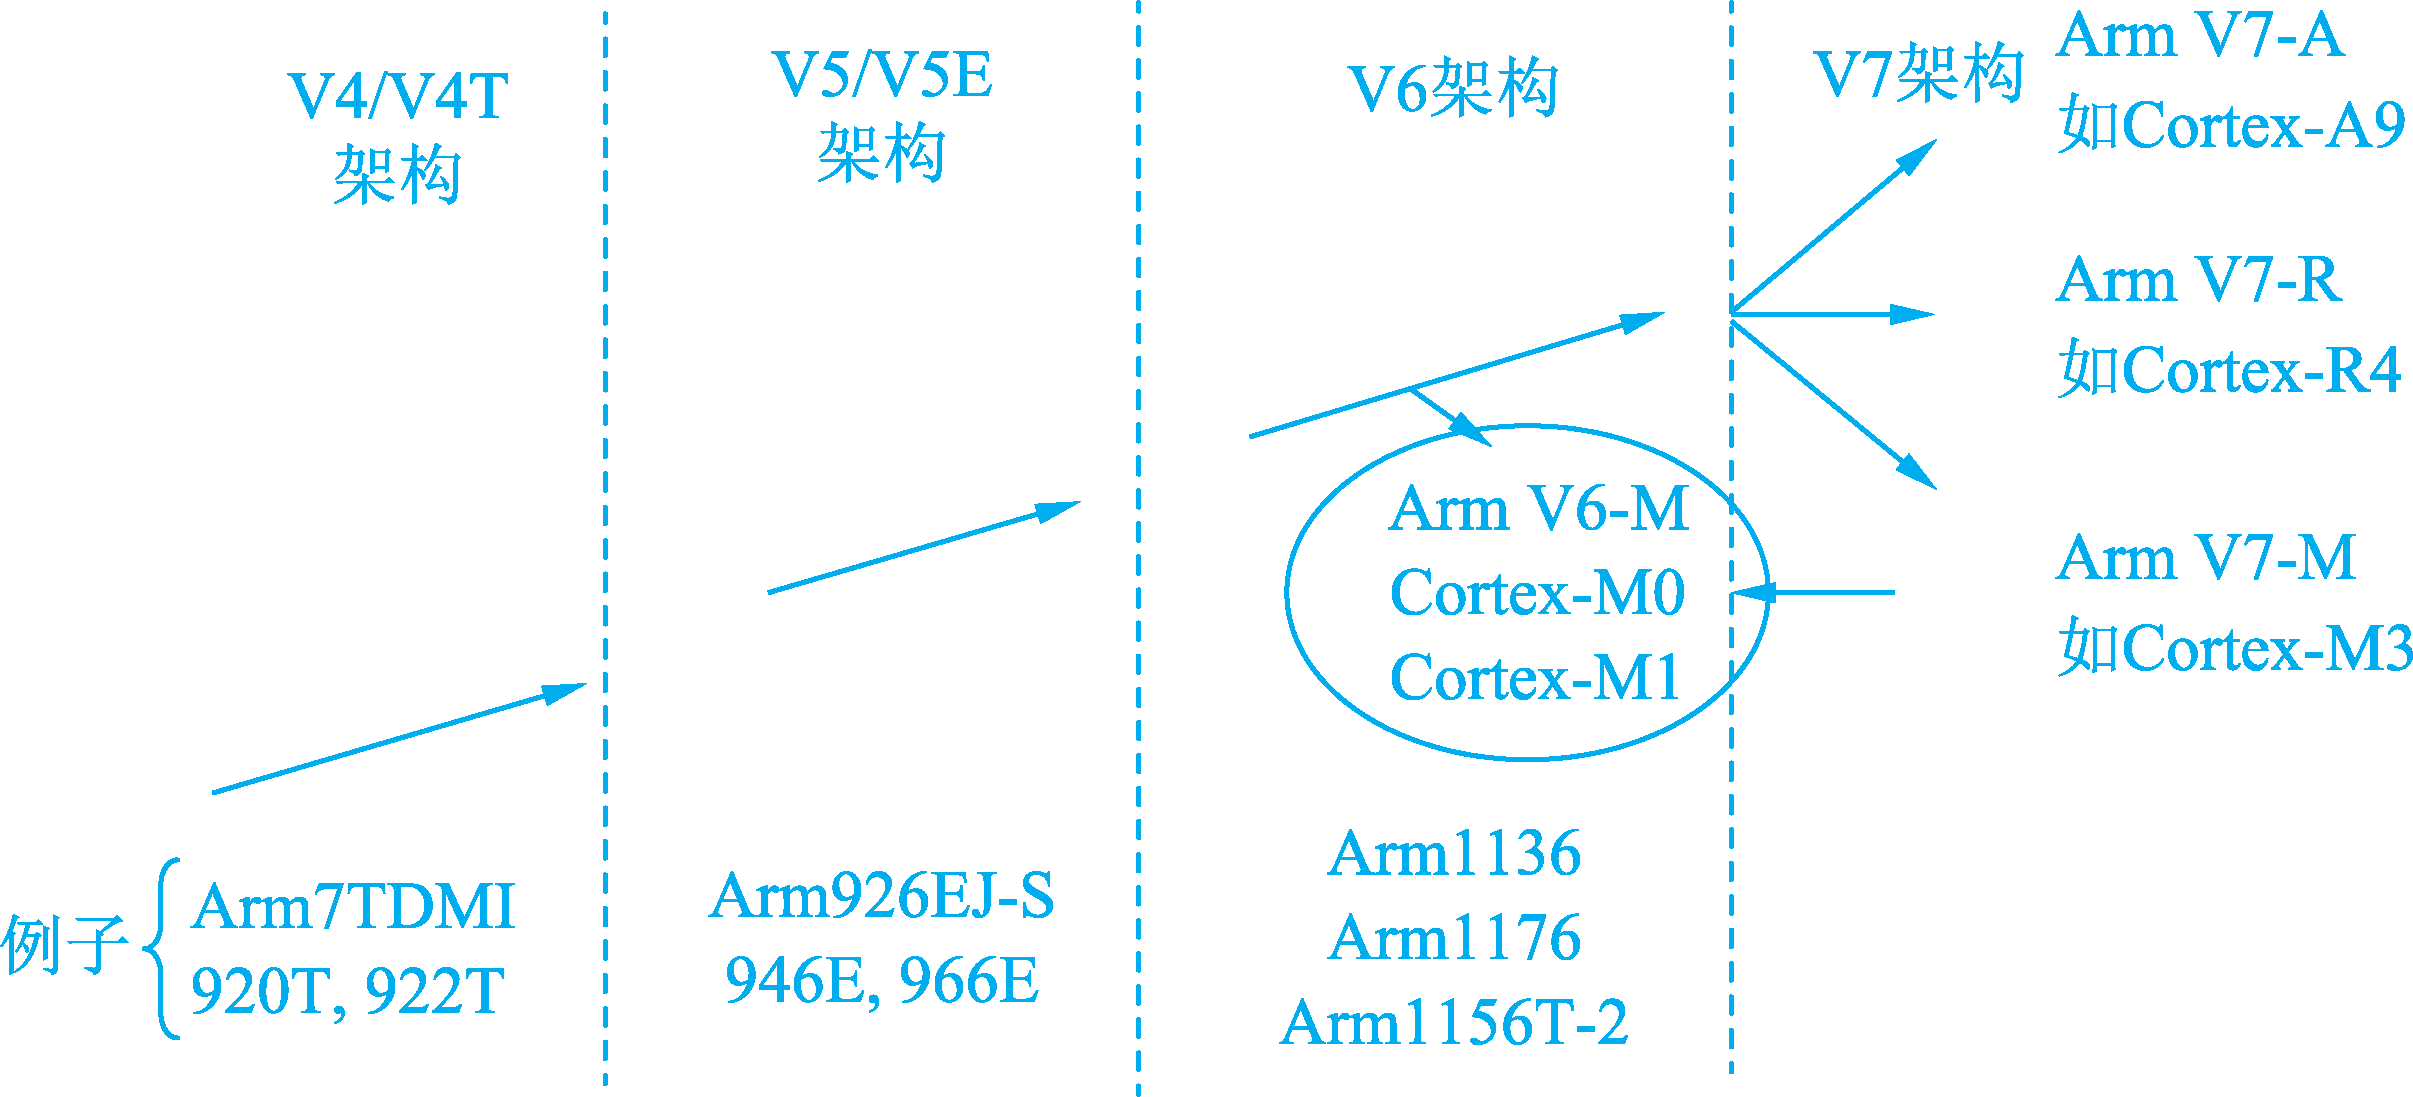 V4/V4T
架构
V5/V5E
架构
V6架构
V7架构
Arm V7-A
如Cortex-A9
Arm V7-R
如Cortex-R4
Arm V7-M
如Cortex-M3
Arm V6-M
Cortex-M0
Cortex-M1
例子
Arm7TDMI
920T, 922T
Arm926EJ-S
946E, 966E
Arm1136
Arm1176
Arm1156T-2